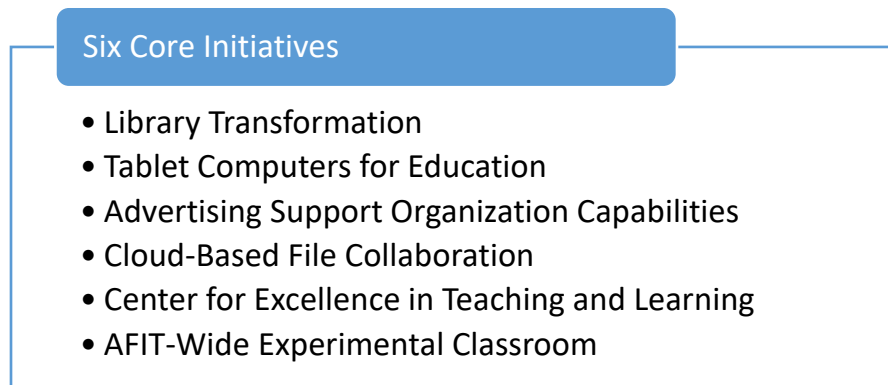 Six Core Initiatives
• Library Transformation
• Tablet Computers for Education
• Advertising Support Organization Capabilities
• Cloud-Based File Collaboration
• Center for Excellence in Teaching and Learning
• AFIT-Wide Experimental Classroom